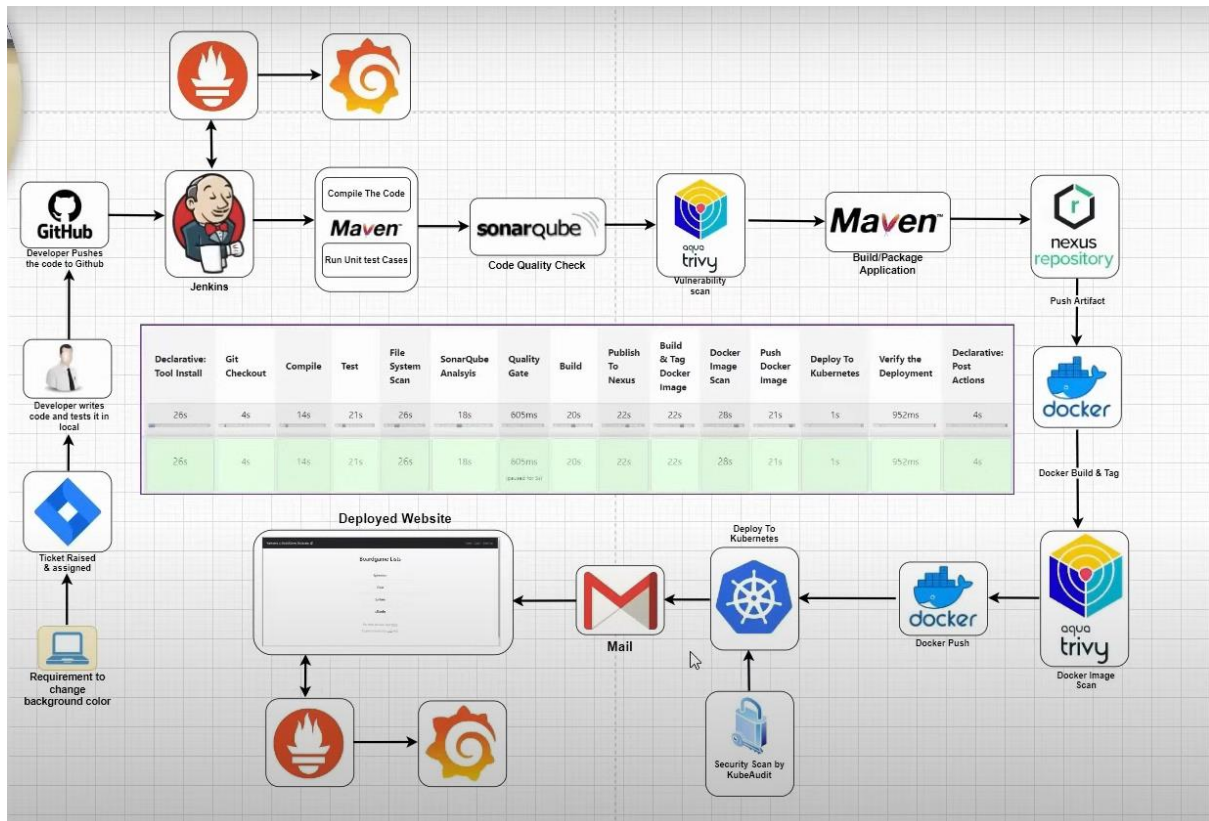 GitHub
Developer Pushes
the code to Github
Jenkins
Compile The Code
Maven™
Run Unit test Cases
sonarqube
Code Quality Check
aqua
trivy
Vulnerability
scan
Maven™
Build/Package
Application
nexus
repository
Push Artifact
docker
Docker Build & Tag
aqua
trivy
Docker Image
Scan
docker
Docker Push
Deploy To
Kubernetes
Security Scan by
KubeAudit
Mail
Deployed Website
Boardgame Lists
Developer writes
code and tests it in
local
Ticket Raised
& assigned
Requirement to
change
background color
Declarative:
Tool Install
Git
Checkout
Compile
Test
File
System
Scan
SonarQube
Analsyis
Quality
Gate
Build
Publish
To
Nexus
Build
& Tag
Docker
Image
Docker
Image
Scan
Push
Docker
Image
Deploy To
Kubernetes
Verify the
Deployment
Declarative:
Post
Actions
26s 4s 14s 21s 26s 18s 605ms 20s 22s 22s 28s 21s 1s 952ms 4s
26s 4s 14s 21s 26s 18s 605ms 20s 22s 22s 28s 21s 1s 952ms 4s